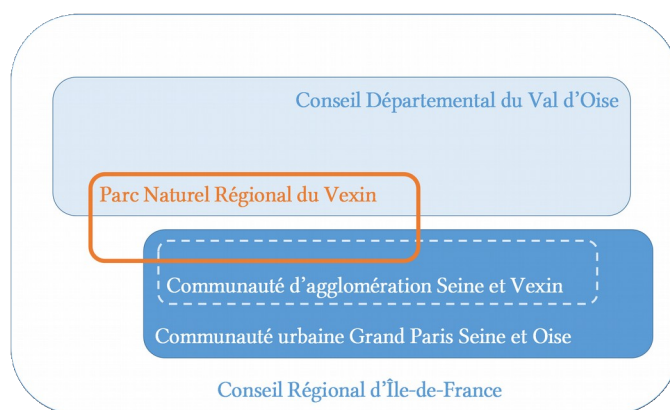 Conseil Départemental du Val d’Oise
Parc Naturel Régional du Vexin
Communauté d’agglomération Seine et Vexin
Communauté urbaine Grand Paris Seine et Oise
Conseil Régional d’Île-de-France